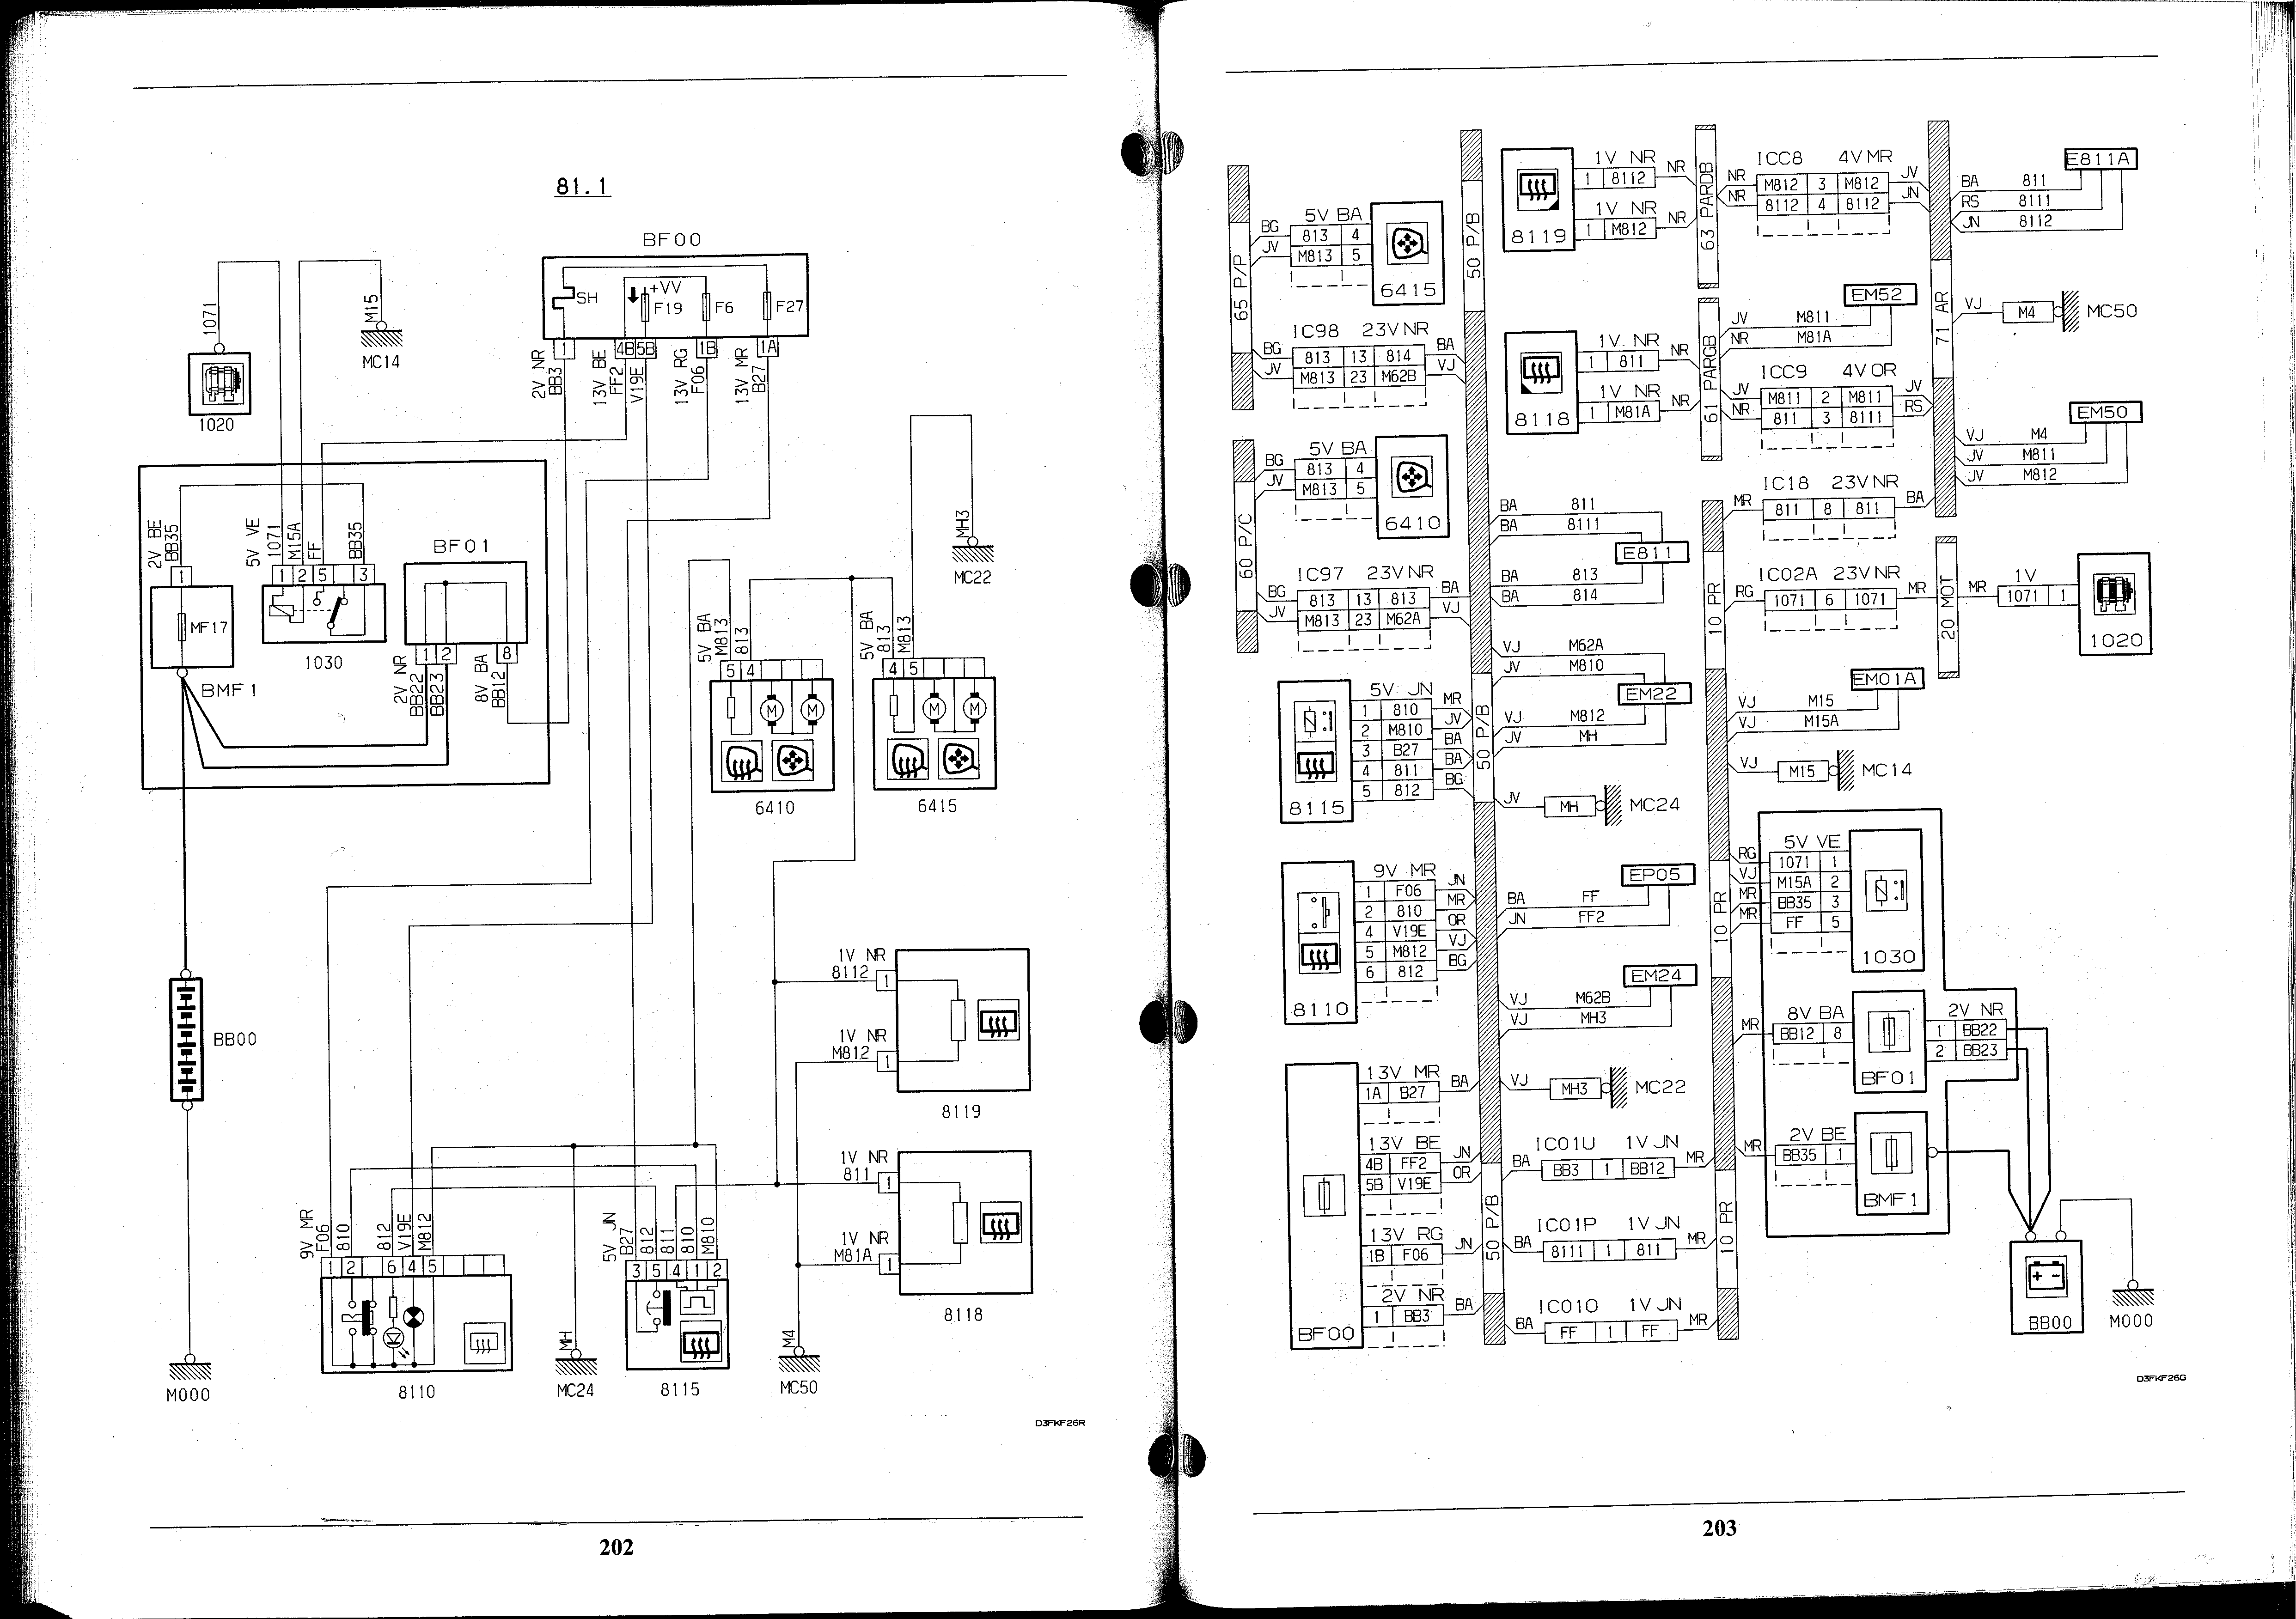 81.1
BF00
SH
+VV
F19
F6
F27
1
4B 5B
1B
1A
2V NR
BB3
13V BE
FF2
V19E
13V RG
F06
13V MR
B27
1071
M15
MC14
1020
2V BE
BB35
5V VE
1071
M15A
FF
BB35
1
1 2 5 3
BF01
MF17
1030
BMF1
1 2
8
2V NR
BB22
BB23
8V BA
BB12
MH3
MC22
5V BA
M813
813
5V BA
813
M813
5 4
4 5
M M
M M
6410
6415
BB00
M000
1V NR
8112
1
1V NR
M812
1
8119
1V NR
811
1
1V NR
M81A
1
8118
9V MR
F06
810
812
V19E
M812
1 2 6 4 5
8110
MH
MC24
5V JN
B27
812
811
810
M810
3 5 4 1 2
8115
M4
MC50
D3FKF26R
202
65 P/P
BG
JV
5V BA
813 4
M813 5
6415
IC98 23V NR
BG
JV
813 13 814
M813 23 M62B
BA
VJ
60 P/C
BG
JV
5V BA
813 4
M813 5
6410
IC97 23V NR
BG
JV
813 13 813
M813 23 M62A
BA
VJ
50 P/B
8115
5V JN
1 810 MR
2 M810 JV
3 B27 BA
4 811 BA
5 812 BG
50 P/B
8110
9V MR
1 F06 JN
2 810 MR
4 V19E OR
5 M812 VJ
6 812 BG
BF00
13V MR
1A B27 BA
13V BE
4B FF2 JN
5B V19E OR
13V RG
1B F06 JN
2V NR
1 BB3 BA
50 P/B
8119
1V NR
1 8112 NR
1V NR
1 M812 NR
63 PARDB
ICC8 4V MR
NR M812 3 M812 JV
NR 8112 4 8112 JN
8118
1V NR
1 811 NR
1V NR
1 M81A NR
61 PARGB
EM52
JV M811
NR M81A
ICC9 4V OR
JV M811 2 M811 JV
NR 811 3 8111 RS
71 AR
E811A
BA 811
RS 8111
JN 8112
VJ M4 MC50
EM50
VJ M4
JV M811
JV M812
BA 811
BA 8111
E811
BA 813
BA 814
VJ M62A
JV M810
EM22
VJ M812
JV MH
JV MH MC24
EP05
BA FF
JN FF2
EM24
VJ M62B
VJ MH3
VJ MH3 MC22
IC01U 1V JN
BA BB3 1 BB12 MR
IC01P 1V JN
BA 8111 1 811 MR
IC01O 1V JN
BA FF 1 FF MR
10 PR
IC18 23V NR
MR 811 8 811 BA
IC02A 23V NR
RG 1071 6 1071 MR
20 MOT
MR 1V
1071 1
1020
EM01A
VJ M15
VJ M15A
VJ M15 MC14
10 PR
5V VE
RG 1071 1
VJ M15A 2
MR BB35 3
MR FF 5
1030
8V BA
MR BB12 8
BF01
2V NR
1 BB22
2 BB23
2V BE
MR BB35 1
BMF1
10 PR
BB00
M000
D3FKF26G
203